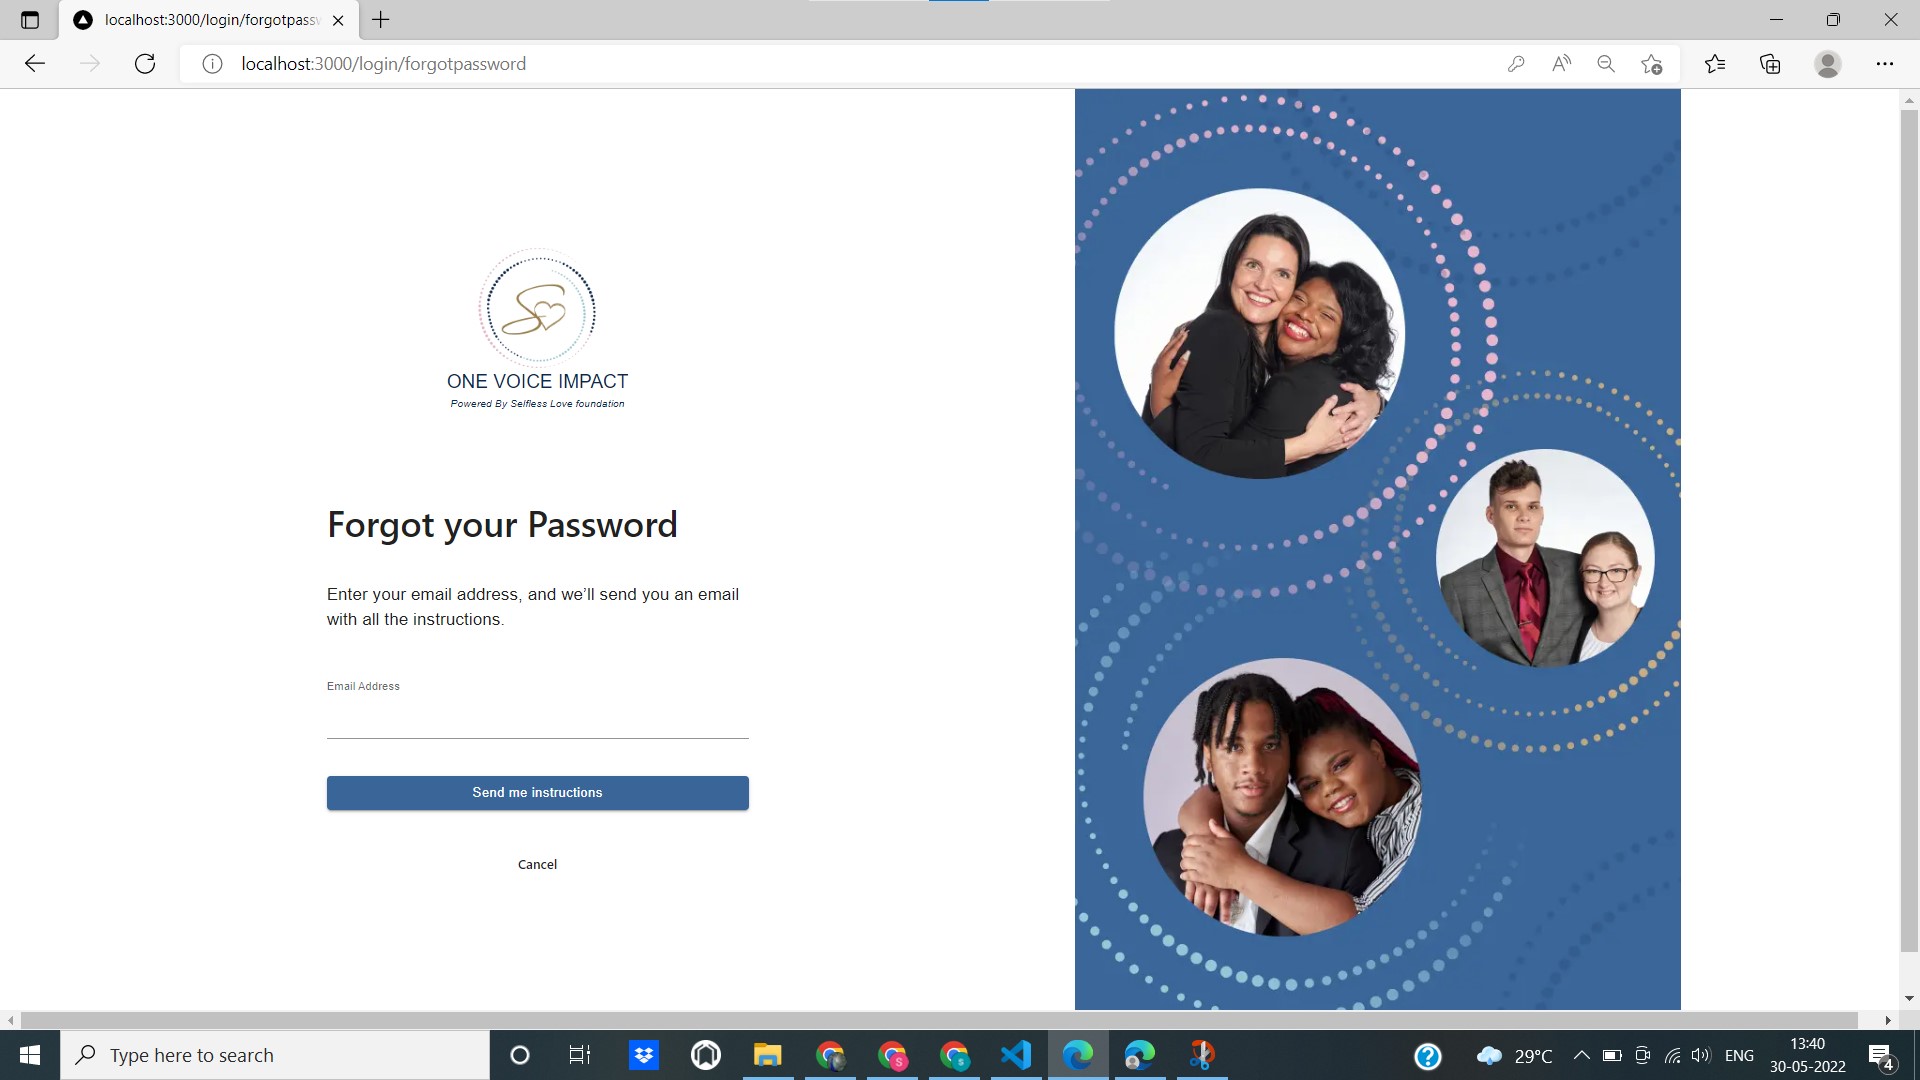 localhost:3000/login/forgotpassw
localhost:3000/login/forgotpassword
ONE VOICE IMPACT
Powered By Selfless Love foundation
Forgot your Password
Enter your email address, and we’ll send you an email
with all the instructions.
Email Address
Send me instructions
Cancel
Type here to search
29°C
ENG
13:40
30-05-2022
4